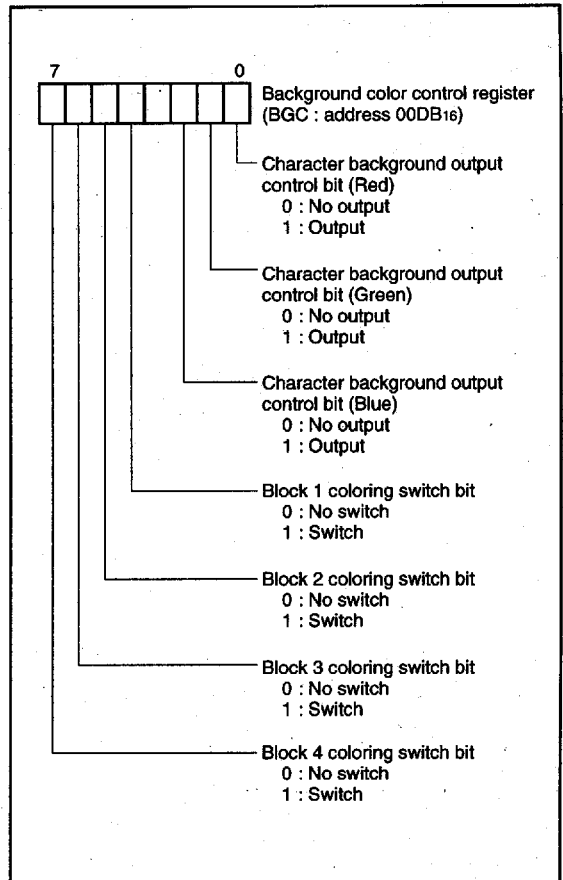 7 0
Background color control register
(BGC : address 00DB16)
Character background output
control bit (Red)
0 : No output
1 : Output
Character background output
control bit (Green)
0 : No output
1 : Output
Character background output
control bit (Blue)
0 : No output
1 : Output
Block 1 coloring switch bit
0 : No switch
1 : Switch
Block 2 coloring switch bit
0 : No switch
1 : Switch
Block 3 coloring switch bit
0 : No switch
1 : Switch
Block 4 coloring switch bit
0 : No switch
1 : Switch